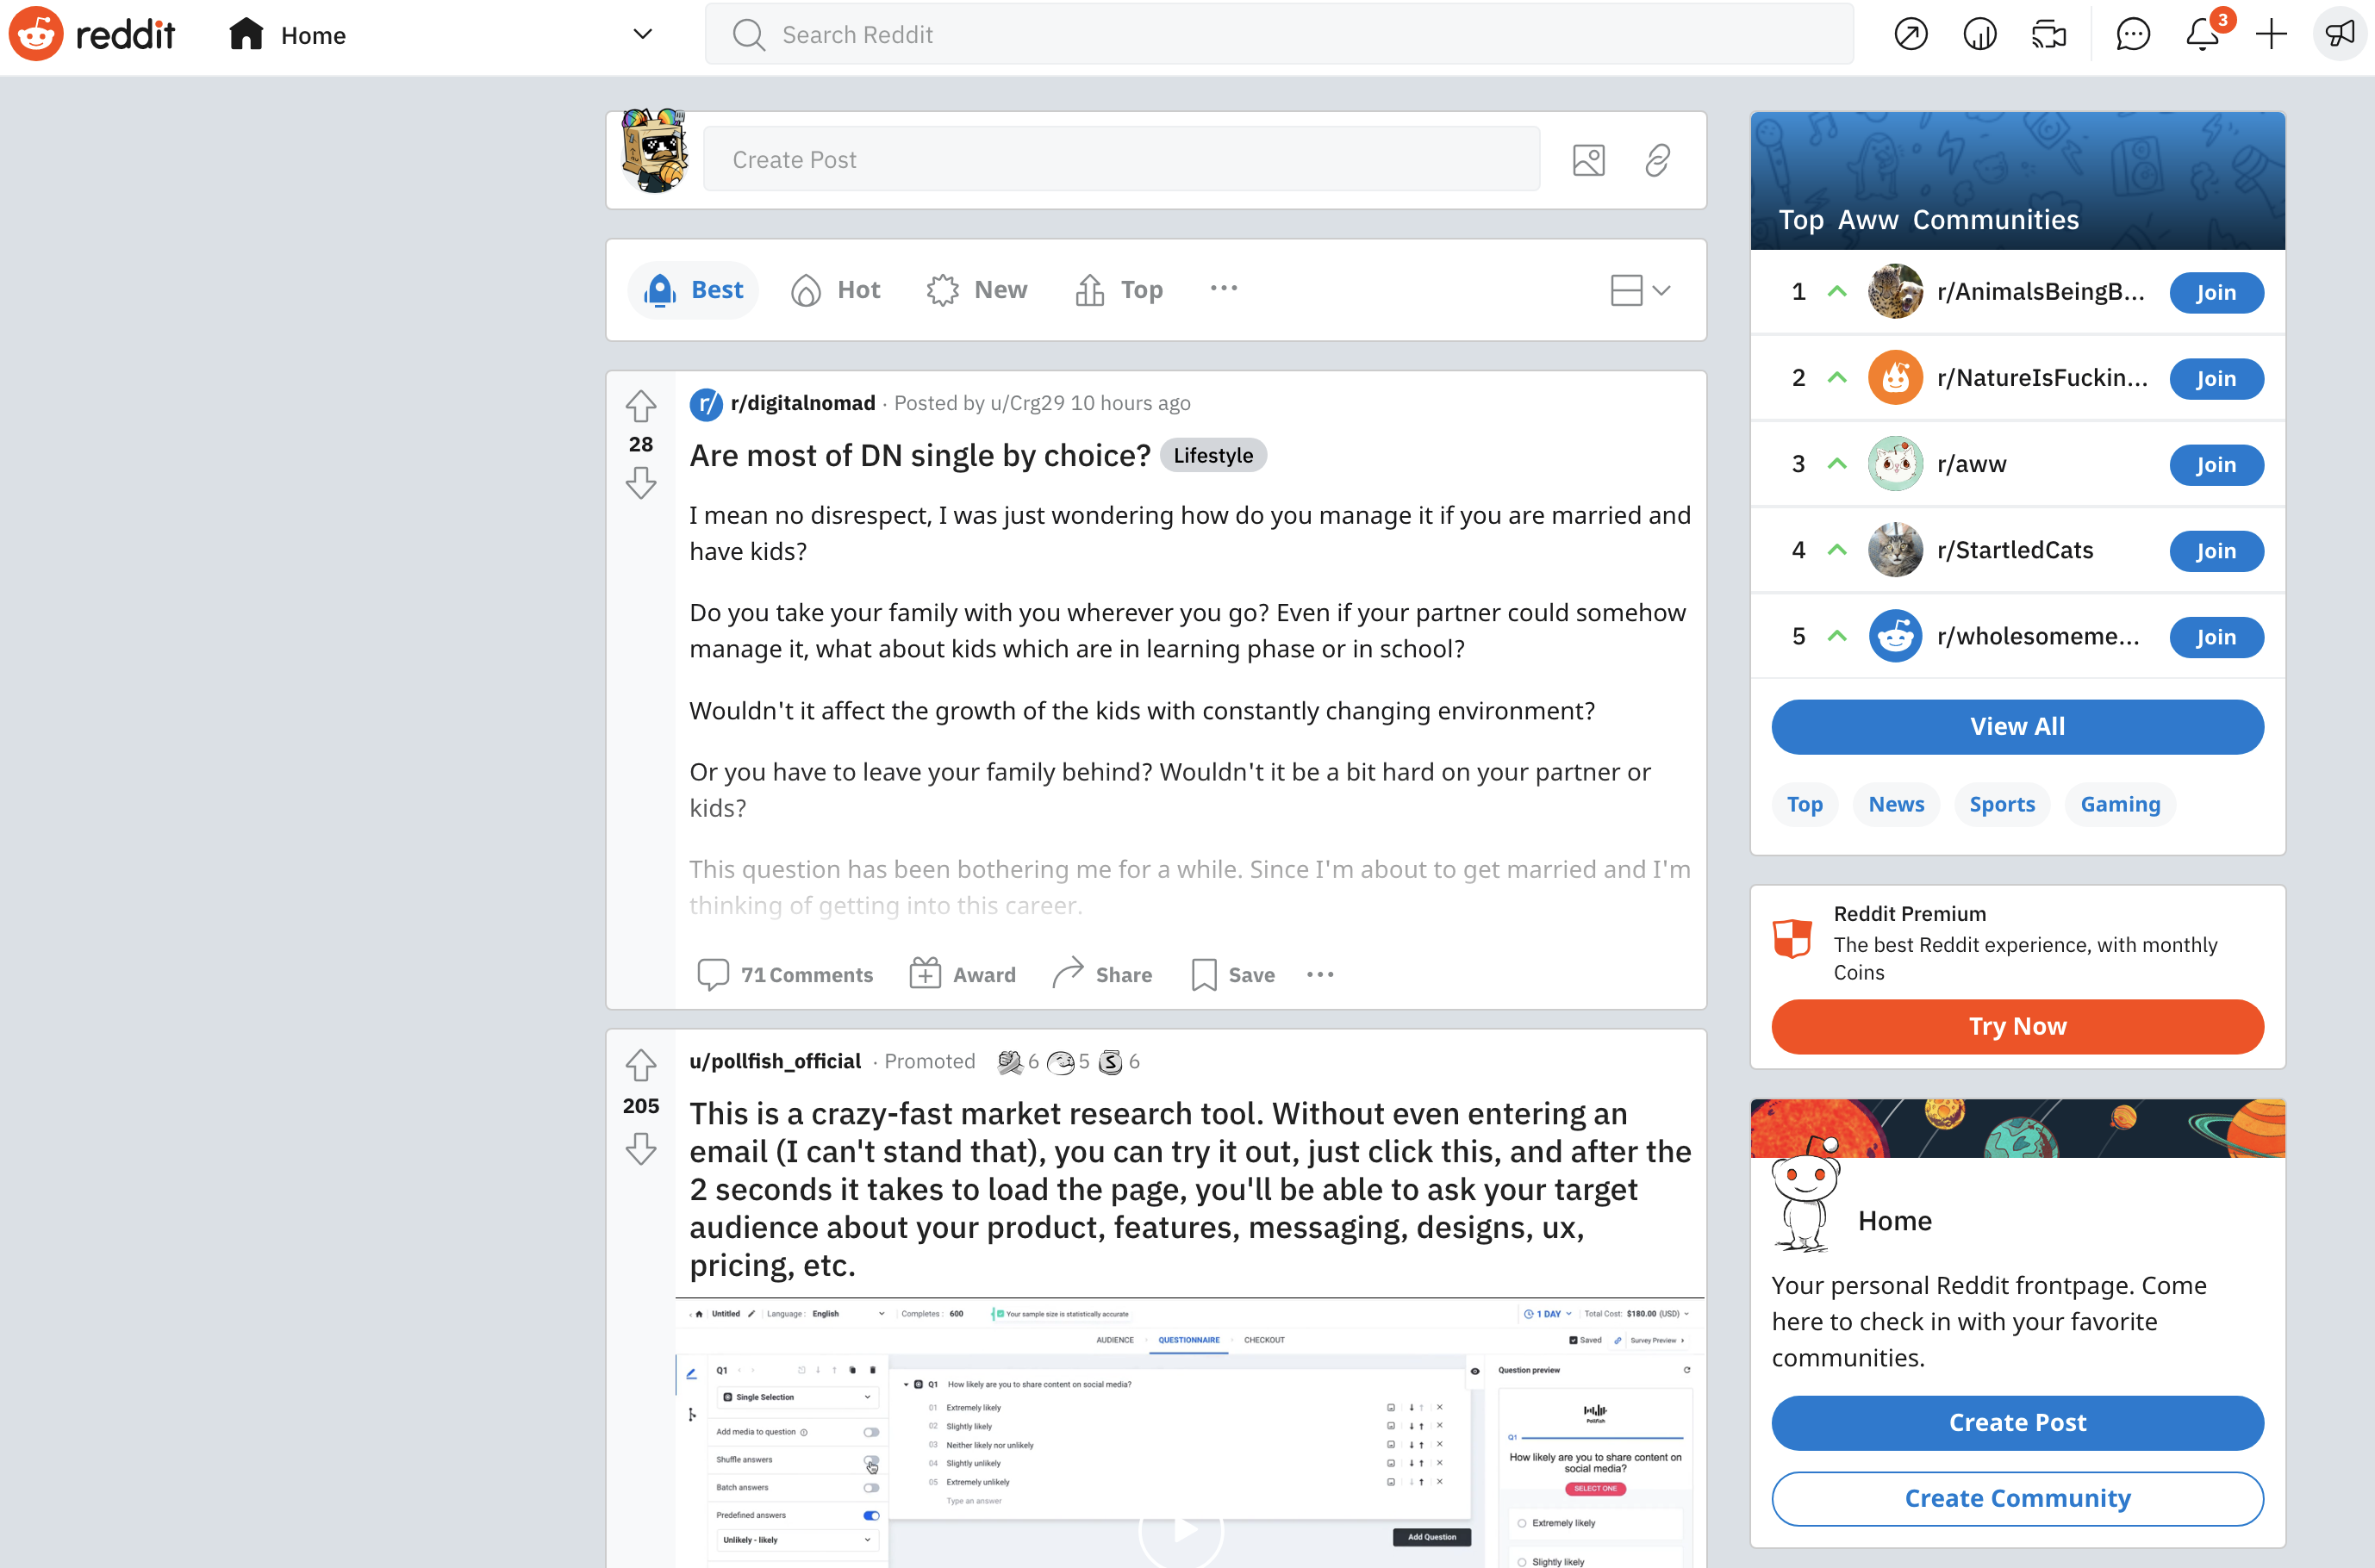 reddit
Home
Search Reddit
3
Create Post
Best
Hot
New
Top
r/digitalnomad · Posted by u/Crg29 10 hours ago
28
Are most of DN single by choice? Lifestyle
I mean no disrespect, I was just wondering how do you manage it if you are married and
have kids?
Do you take your family with you wherever you go? Even if your partner could somehow
manage it, what about kids which are in learning phase or in school?
Wouldn't it affect the growth of the kids with constantly changing environment?
Or you have to leave your family behind? Wouldn't it be a bit hard on your partner or
kids?
This question has been bothering me for a while. Since I'm about to get married and I'm
thinking of getting into this career.
71 Comments
Award
Share
Save
u/pollfish_official · Promoted 6 5 6
205
This is a crazy-fast market research tool. Without even entering an
email (I can't stand that), you can try it out, just click this, and after the
2 seconds it takes to load the page, you'll be able to ask your target
audience about your product, features, messaging, designs, ux,
pricing, etc.
Untitled Language : English Completes : 600 Your sample size is statistically accurate 1 DAY Total Cost: $180.00 (USD)
AUDIENCE QUESTIONNAIRE CHECKOUT Saved Survey Preview
Q1
Single Selection
Add media to question
Shuffle answers
Batch answers
Predefined answers
Unlikely - likely
Q1 How likely are you to share content on social media?
01 Extremely likely
02 Slightly likely
03 Neither likely nor unlikely
04 Slightly unlikely
05 Extremely unlikely
Type an answer
Add Question
Question preview
Pollfish
Q1
How likely are you to share content on
social media?
SELECT ONE
Extremely likely
Slightly likely
Top Aww Communities
1 r/AnimalsBeingB... Join
2 r/NatureIsFuckin... Join
3 r/aww Join
4 r/StartledCats Join
5 r/wholesomeme... Join
View All
Top News Sports Gaming
Reddit Premium
The best Reddit experience, with monthly
Coins
Try Now
Home
Your personal Reddit frontpage. Come
here to check in with your favorite
communities.
Create Post
Create Community